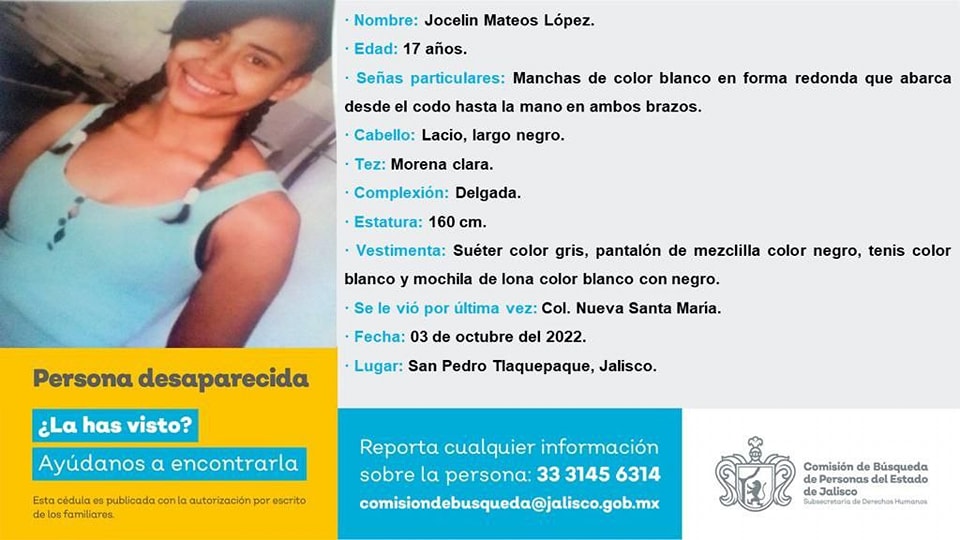 · Nombre: Jocelin Mateos López.
· Edad: 17 años.
· Señas particulares: Manchas de color blanco en forma redonda que abarca
desde el codo hasta la mano en ambos brazos.
· Cabello: Lacio, largo negro.
· Tez: Morena clara.
· Complexión: Delgada.
· Estatura: 160 cm.
· Vestimenta: Suéter color gris, pantalón de mezclilla color negro, tenis color
blanco y mochila de lona color blanco con negro.
· Se le vió por última vez: Col. Nueva Santa María.
· Fecha: 03 de octubre del 2022.
· Lugar: San Pedro Tlaquepaque, Jalisco.
Persona desaparecida
¿La has visto?
Ayúdanos a encontrarla
Esta cédula es publicada con la autorización por escrito
de los familiares.
Reporta cualquier información
sobre la persona: 33 3145 6314
comisiondebusqueda@jalisco.gob.mx
Comisión de Búsqueda
de Personas del Estado
de Jalisco
Subsecretaría de Derechos Humanos